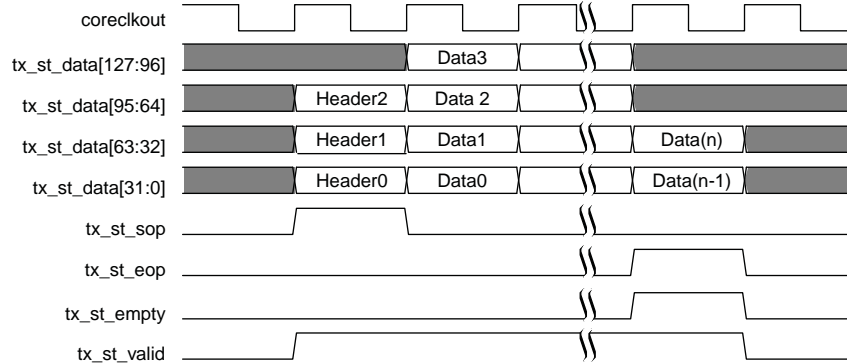 coreclkout
tx_st_data[127:96] Data3
tx_st_data[95:64] Header2 Data 2
tx_st_data[63:32] Header1 Data1 Data(n)
tx_st_data[31:0] Header0 Data0 Data(n-1)
tx_st_sop
tx_st_eop
tx_st_empty
tx_st_valid